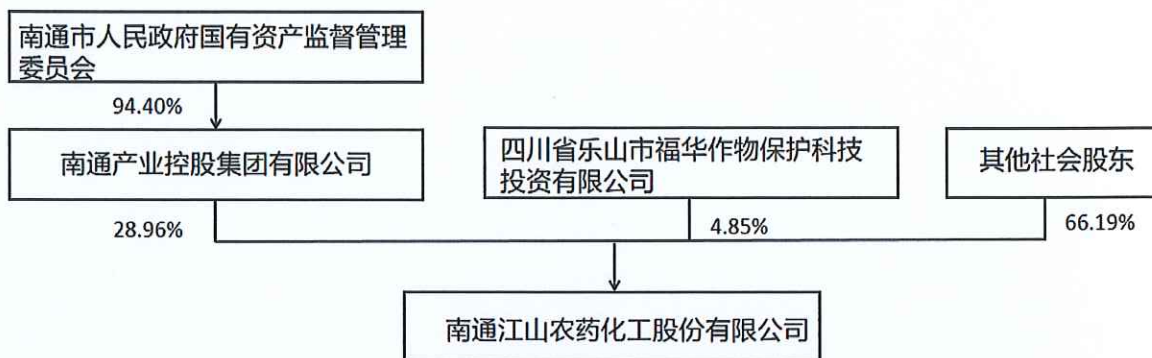 南通市人民政府国有资产监督管理
委员会
94.40%
南通产业控股集团有限公司
四川省乐山市福华作物保护科技
投资有限公司
其他社会股东
28.96%
4.85%
66.19%
南通江山农药化工股份有限公司